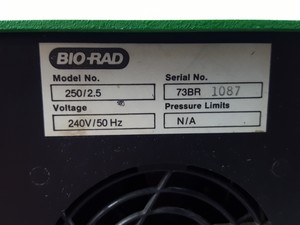 BIO-RAD
Model No. Serial No.
250/2.5 73BR 1087
Voltage Pressure Limits
240V/50 Hz N/A